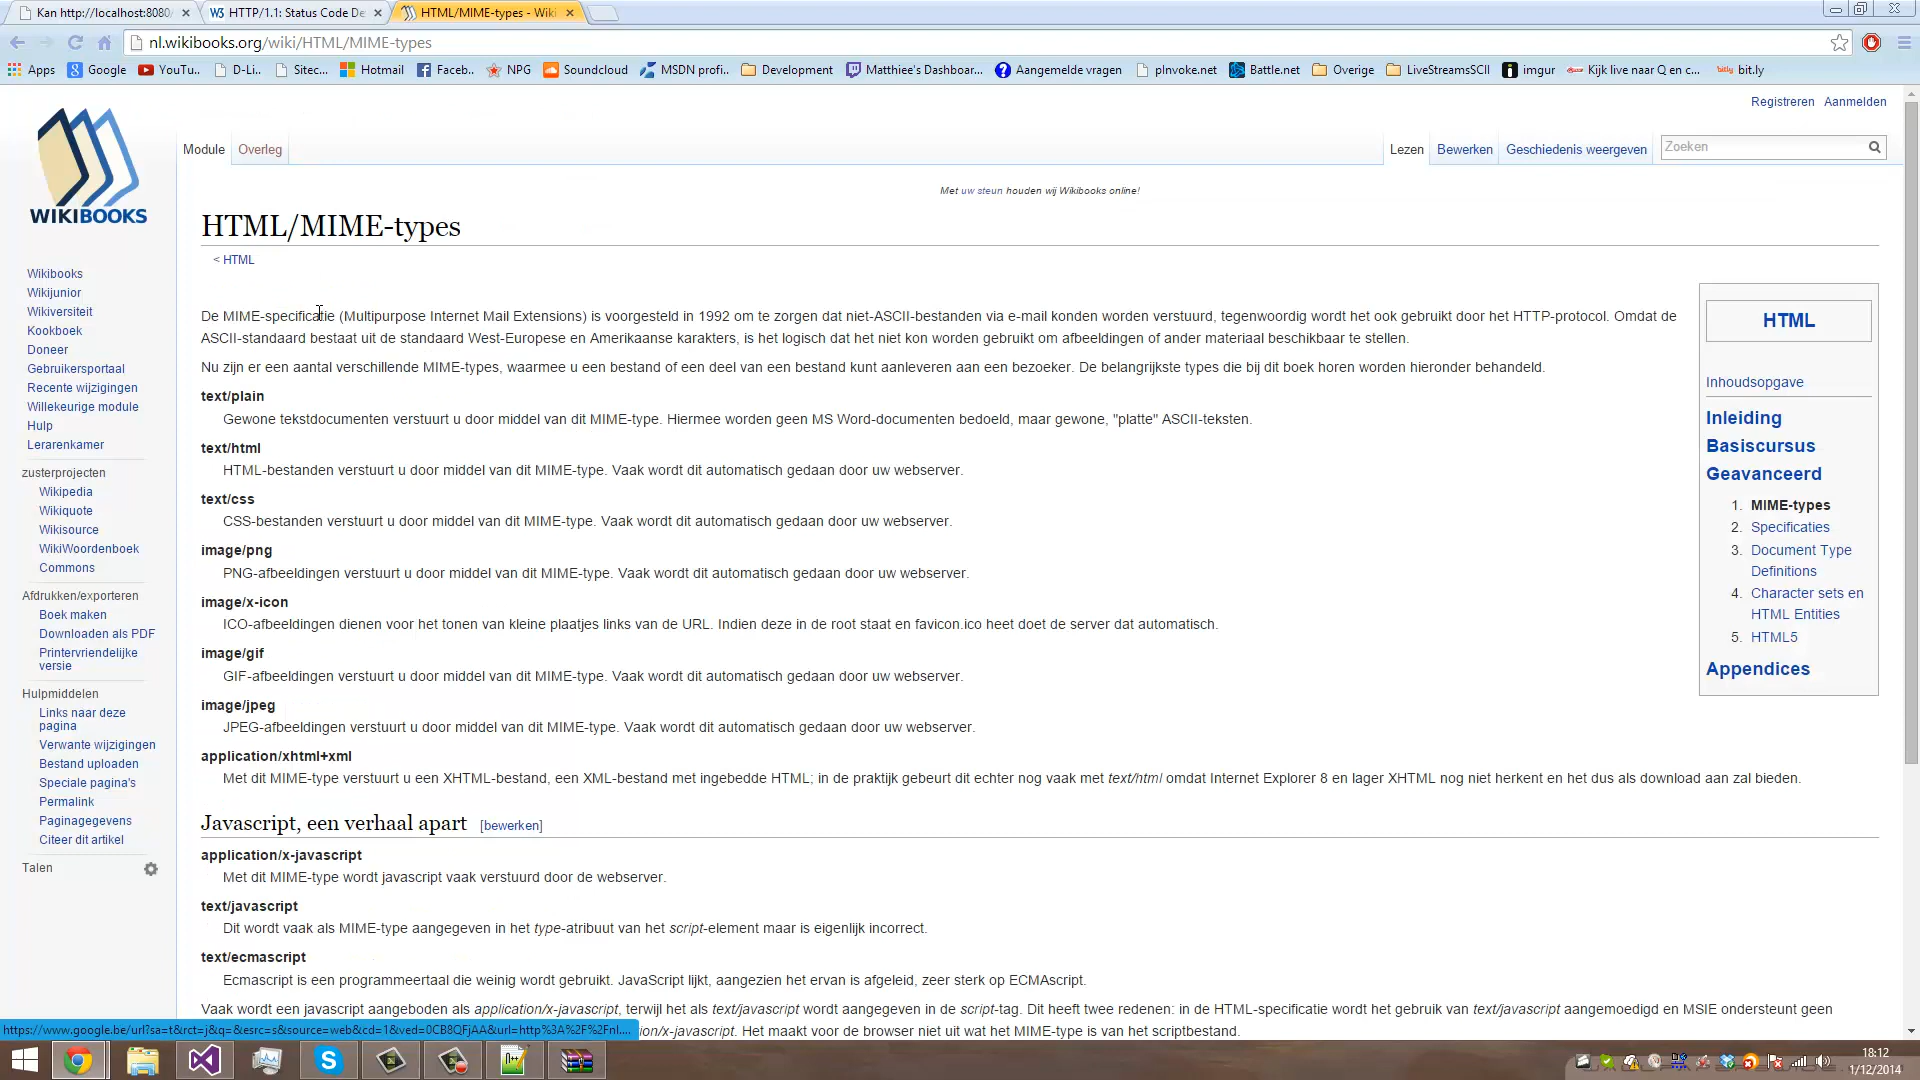 Kan http://localhost:8080/
HTTP/1.1: Status Code De
HTML/MIME-types - Wiki
nl.wikibooks.org/wiki/HTML/MIME-types
Apps Google YouTu.. D-Li.. Sitec... Hotmail Faceb.. NPG Soundcloud MSDN profi.. Development Matthiee's Dashboar... Aangemelde vragen pInvoke.net Battle.net Overige LiveStreamsSCII imgur Kijk live naar Q en c... bit.ly
Registreren Aanmelden
Module Overleg Lezen Bewerken Geschiedenis weergeven Zoeken
WIKIBOOKS
Wikibooks
Wikijunior
Wikiversiteit
Kookboek
Doneer
Gebruikersportaal
Recente wijzigingen
Willekeurige module
Hulp
Lerarenkamer
zusterprojecten
Wikipedia
Wikiquote
Wikisource
WikiWoordenboek
Commons
Afdrukken/exporteren
Boek maken
Downloaden als PDF
Printervriendelijke
versie
Hulpmiddelen
Links naar deze
pagina
Verwante wijzigingen
Bestand uploaden
Speciale pagina's
Permalink
Paginagegevens
Citeer dit artikel
Talen
Met uw steun houden wij Wikibooks online!
HTML/MIME-types
< HTML
De MIME-specificatie (Multipurpose Internet Mail Extensions) is voorgesteld in 1992 om te zorgen dat niet-ASCII-bestanden via e-mail konden worden verstuurd, tegenwoordig wordt het ook gebruikt door het HTTP-protocol. Omdat de
ASCII-standaard bestaat uit de standaard West-Europese en Amerikaanse karakters, is het logisch dat het niet kon worden gebruikt om afbeeldingen of ander materiaal beschikbaar te stellen.
Nu zijn er een aantal verschillende MIME-types, waarmee u een bestand of een deel van een bestand kunt aanleveren aan een bezoeker. De belangrijkste types die bij dit boek horen worden hieronder behandeld.
text/plain
Gewone tekstdocumenten verstuurt u door middel van dit MIME-type. Hiermee worden geen MS Word-documenten bedoeld, maar gewone, "platte" ASCII-teksten.
text/html
HTML-bestanden verstuurt u door middel van dit MIME-type. Vaak wordt dit automatisch gedaan door uw webserver.
text/css
CSS-bestanden verstuurt u door middel van dit MIME-type. Vaak wordt dit automatisch gedaan door uw webserver.
image/png
PNG-afbeeldingen verstuurt u door middel van dit MIME-type. Vaak wordt dit automatisch gedaan door uw webserver.
image/x-icon
ICO-afbeeldingen dienen voor het tonen van kleine plaatjes links van de URL. Indien deze in de root staat en favicon.ico heet doet de server dat automatisch.
image/gif
GIF-afbeeldingen verstuurt u door middel van dit MIME-type. Vaak wordt dit automatisch gedaan door uw webserver.
image/jpeg
JPEG-afbeeldingen verstuurt u door middel van dit MIME-type. Vaak wordt dit automatisch gedaan door uw webserver.
application/xhtml+xml
Met dit MIME-type verstuurt u een XHTML-bestand, een XML-bestand met ingebedde HTML; in de praktijk gebeurt dit echter nog vaak met text/html omdat Internet Explorer 8 en lager XHTML nog niet herkent en het dus als download aan zal bieden.
Javascript, een verhaal apart [bewerken]
application/x-javascript
Met dit MIME-type wordt javascript vaak verstuurd door de webserver.
text/javascript
Dit wordt vaak als MIME-type aangegeven in het type-atribuut van het script-element maar is eigenlijk incorrect.
text/ecmascript
Ecmascript is een programmeertaal die weinig wordt gebruikt. JavaScript lijkt, aangezien het ervan is afgeleid, zeer sterk op ECMAscript.
Vaak wordt een javascript aangeboden als application/x-javascript, terwijl het als text/javascript wordt aangegeven in de script-tag. Dit heeft twee redenen: in de HTML-specificatie wordt het gebruik van text/javascript aangemoedigd en MSIE ondersteunt geen
ion/x-javascript. Het maakt voor de browser niet uit wat het MIME-type is van het scriptbestand.
HTML
Inhoudsopgave
Inleiding
Basiscursus
Geavanceerd
1. MIME-types
2. Specificaties
3. Document Type
Definitions
4. Character sets en
HTML Entities
5. HTML5
Appendices
https://www.google.be/url?sa=t&rct=j&q=&esrc=s&source=web&cd=1&ved=0CB8QFjAA&url=http%3A%2F%2Fnl....
18:12
1/12/2014